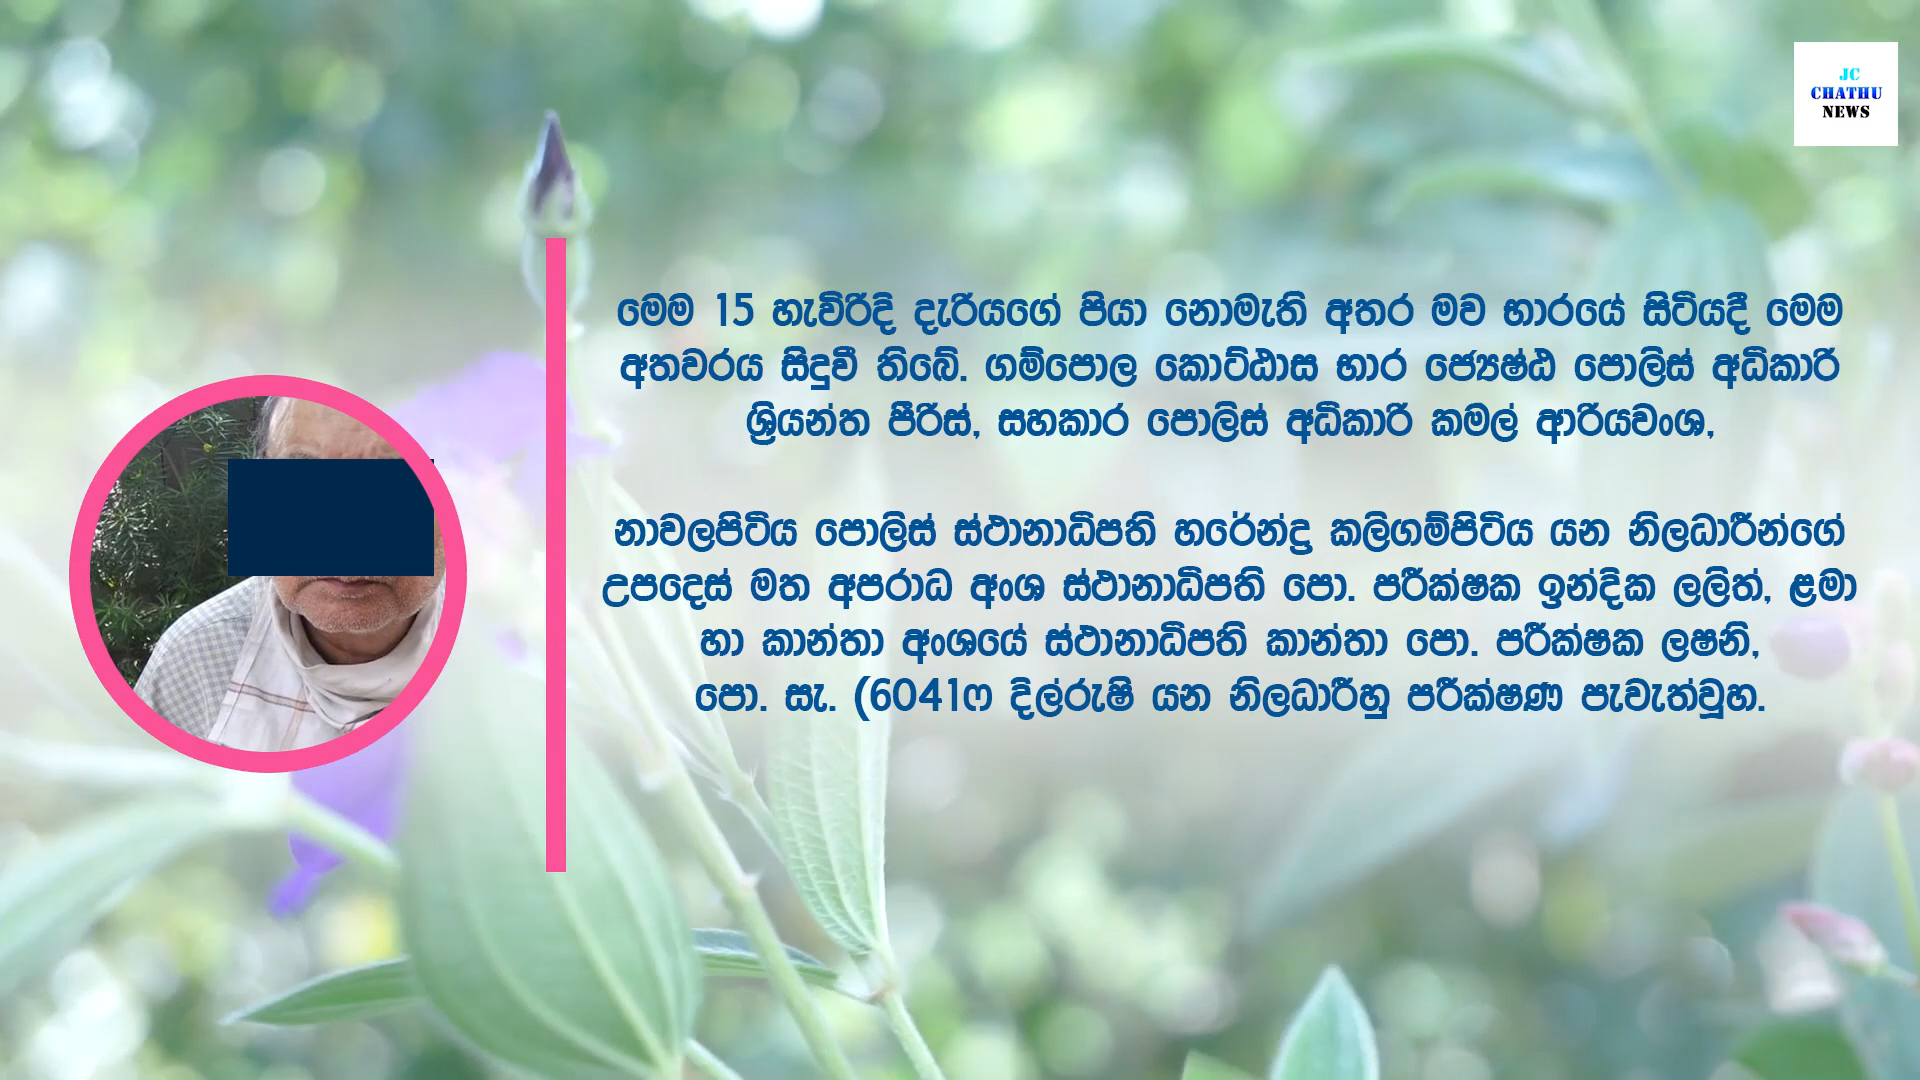 JC
CHATHU
NEWS
මෙම 15 හැවිරිදි දැරියගේ පියා නොමැති අතර මව භාරයේ සිටියදී මෙම
අතවරය සිදුවී තිබේ. ගම්පොල කොට්ඨාස භාර ජ්‍යෙෂ්ඨ පොලිස් අධිකාරි
ශ්‍රියන්ත පීරිස්, සහකාර පොලිස් අධිකාරි කමල් ආරියවංශ,
නාවලපිටිය පොලිස් ස්ථානාධිපති හරේන්ද්‍ර කලිගම්පිටිය යන නිලධාරීන්ගේ
උපදෙස් මත අපරාධ අංශ ස්ථානාධිපති පො. පරීක්ෂක ඉන්දික ලලිත්, ළමා
හා කාන්තා අංශයේ ස්ථානාධිපති කාන්තා පො. පරීක්ෂක ලෂනි,
පො. සැ. (6041ෆ දිල්රුෂි යන නිලධාරීහු පරීක්ෂණ පැවැත්වූහ.